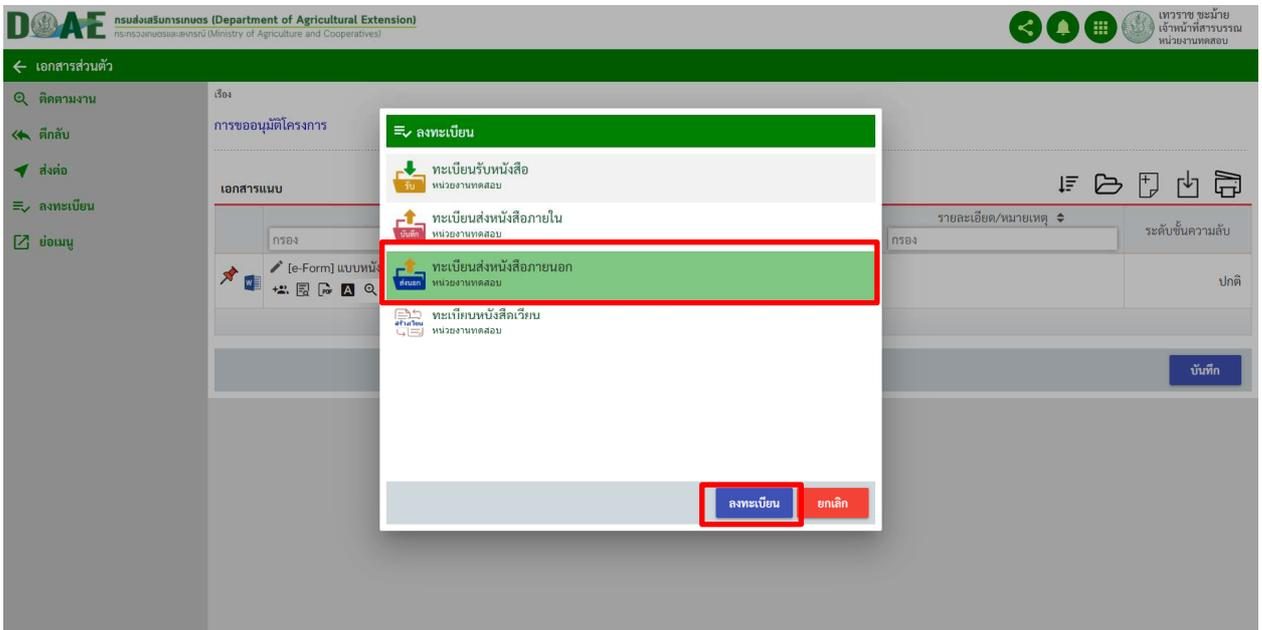 DOAE
กรมส่งเสริมการเกษตร (Department of Agricultural Extension)
กระทรวงเกษตรและสหกรณ์ (Ministry of Agriculture and Cooperatives)
เทวราช ชะม้าย
เจ้าหน้าที่สารบรรณ
หน่วยงานทดสอบ
เอกสารส่วนตัว
ติดตามงาน
ตีกลับ
ส่งต่อ
ลงทะเบียน
ย่อเมนู
เรื่อง
การขออนุมัติโครงการ
เอกสารแนบ
รายละเอียด/หมายเหตุ
ระดับชั้นความลับ
กรอง
กรอง
[e-Form] แบบหนัง
PDF
A
ปกติ
บันทึก
ลงทะเบียน
รับ
ทะเบียนรับหนังสือ
หน่วยงานทดสอบ
บันทึก
ทะเบียนส่งหนังสือภายใน
หน่วยงานทดสอบ
ส่งนอก
ทะเบียนส่งหนังสือภายนอก
หน่วยงานทดสอบ
สร้างเวียน
ทะเบียนหนังสือเวียน
หน่วยงานทดสอบ
ลงทะเบียน
ยกเลิก